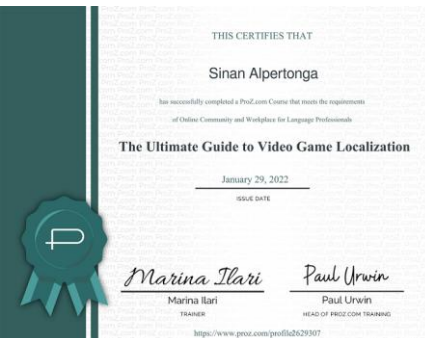 THIS CERTIFIES THAT
Sinan Alpertonga
has successfully completed a ProZ.com Course that meets the requirements
of Online Community and Workplace for Language Professionals
The Ultimate Guide to Video Game Localization
January 29, 2022
ISSUE DATE
Marina Ilari Paul Urwin
Marina Ilari Paul Urwin
TRAINER HEAD OF PROZ.COM TRAINING
https://www.proz.com/profile2629307